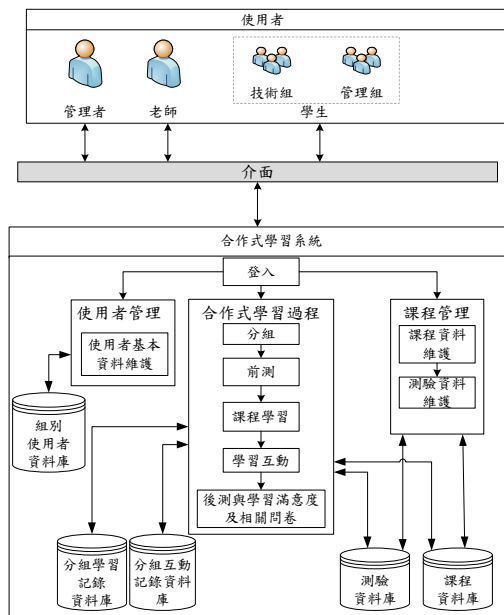 使用者
技術組
管理組
管理者
老師
學生
介面
合作式學習系統
登入
使用者管理
使用者基本
資料維護
合作式學習過程
分組
前測
課程學習
學習互動
後測與學習滿意度
及相關問卷
課程管理
課程資料
維護
測驗資料
維護
組別
使用者
資料庫
分組學習
記錄
資料庫
分組互動
記錄資料
庫
測驗
資料庫
課程
資料庫